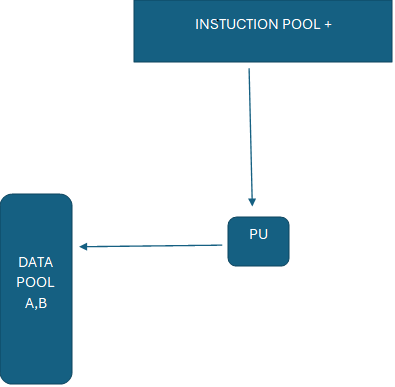 INSTUCTION POOL +
PU
DATA
POOL
A,B